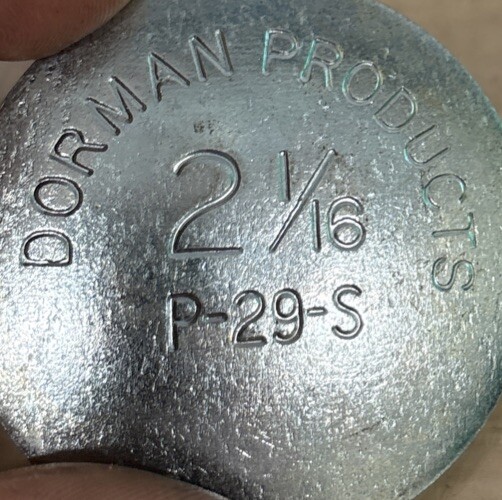 DORMAN PRODUCTS
2 1/16
P-29-S